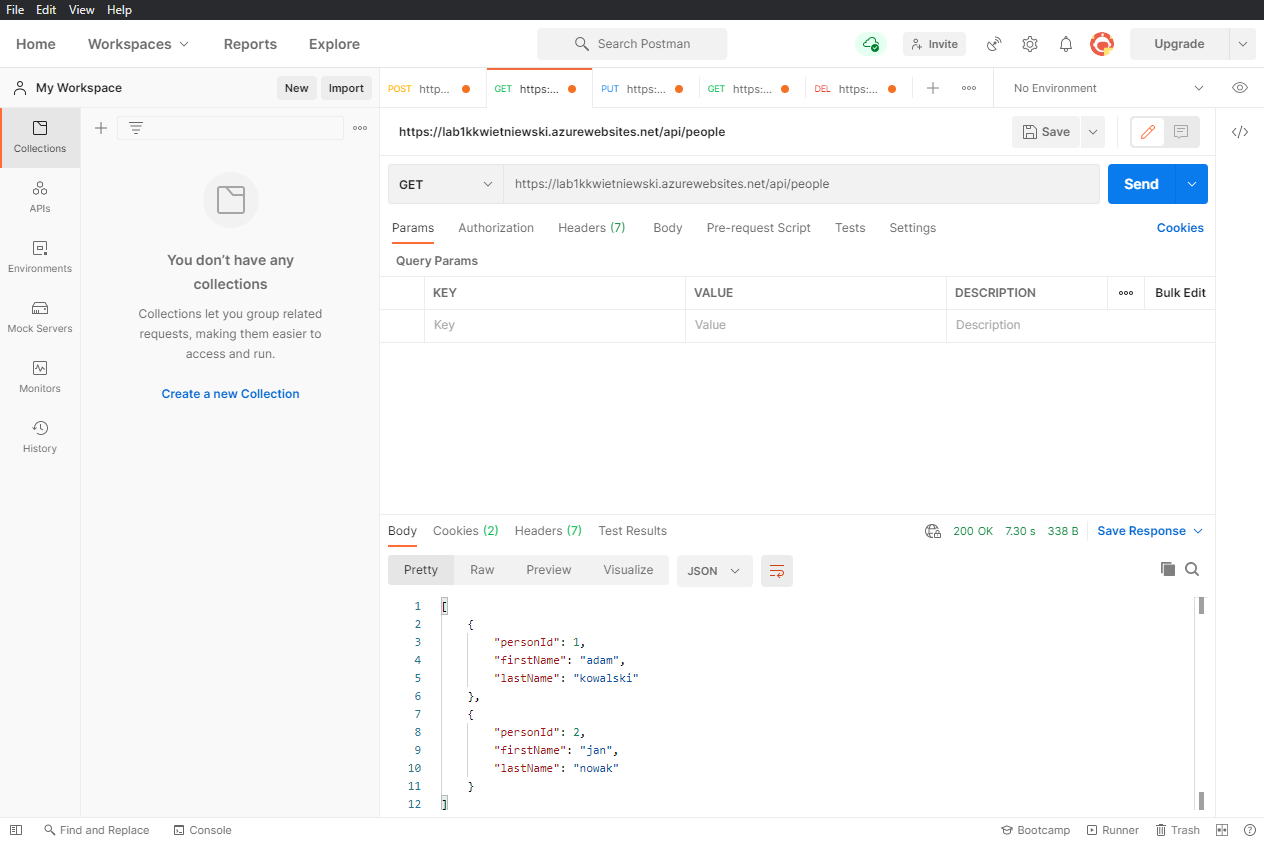 File Edit View Help
Home Workspaces Reports Explore Search Postman Invite Upgrade
My Workspace New Import POST http... GET https:... PUT https:... GET https:... DEL https:... No Environment
Collections
APIs
Environments
Mock Servers
Monitors
History
You don't have any
collections
Collections let you group related
requests, making them easier to
access and run.
Create a new Collection
https://lab1kkwietniewski.azurewebsites.net/api/people Save
GET https://lab1kkwietniewski.azurewebsites.net/api/people Send
Params Authorization Headers (7) Body Pre-request Script Tests Settings Cookies
Query Params
KEY VALUE DESCRIPTION Bulk Edit
Key Value Description
Body Cookies (2) Headers (7) Test Results 200 OK 7.30 s 338 B Save Response
Pretty Raw Preview Visualize JSON
1 [
2 {
3 "personId": 1,
4 "firstName": "adam",
5 "lastName": "kowalski"
6 },
7 {
8 "personId": 2,
9 "firstName": "jan",
10 "lastName": "nowak"
11 }
12 ]
Find and Replace Console Bootcamp Runner Trash